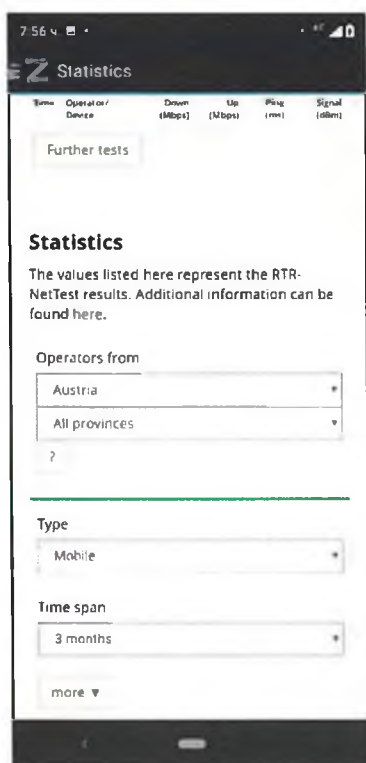 7:56
Statistics
Time Operator/ Down Up Ping Signal
Device (Mbps) (Mbps) (ms) (dBm)
Further tests
Statistics
The values listed here represent the RTR-
NetTest results. Additional information can be
found here.
Operators from
Austria
All provinces
?
Type
Mobile
Time span
3 months
more ▼